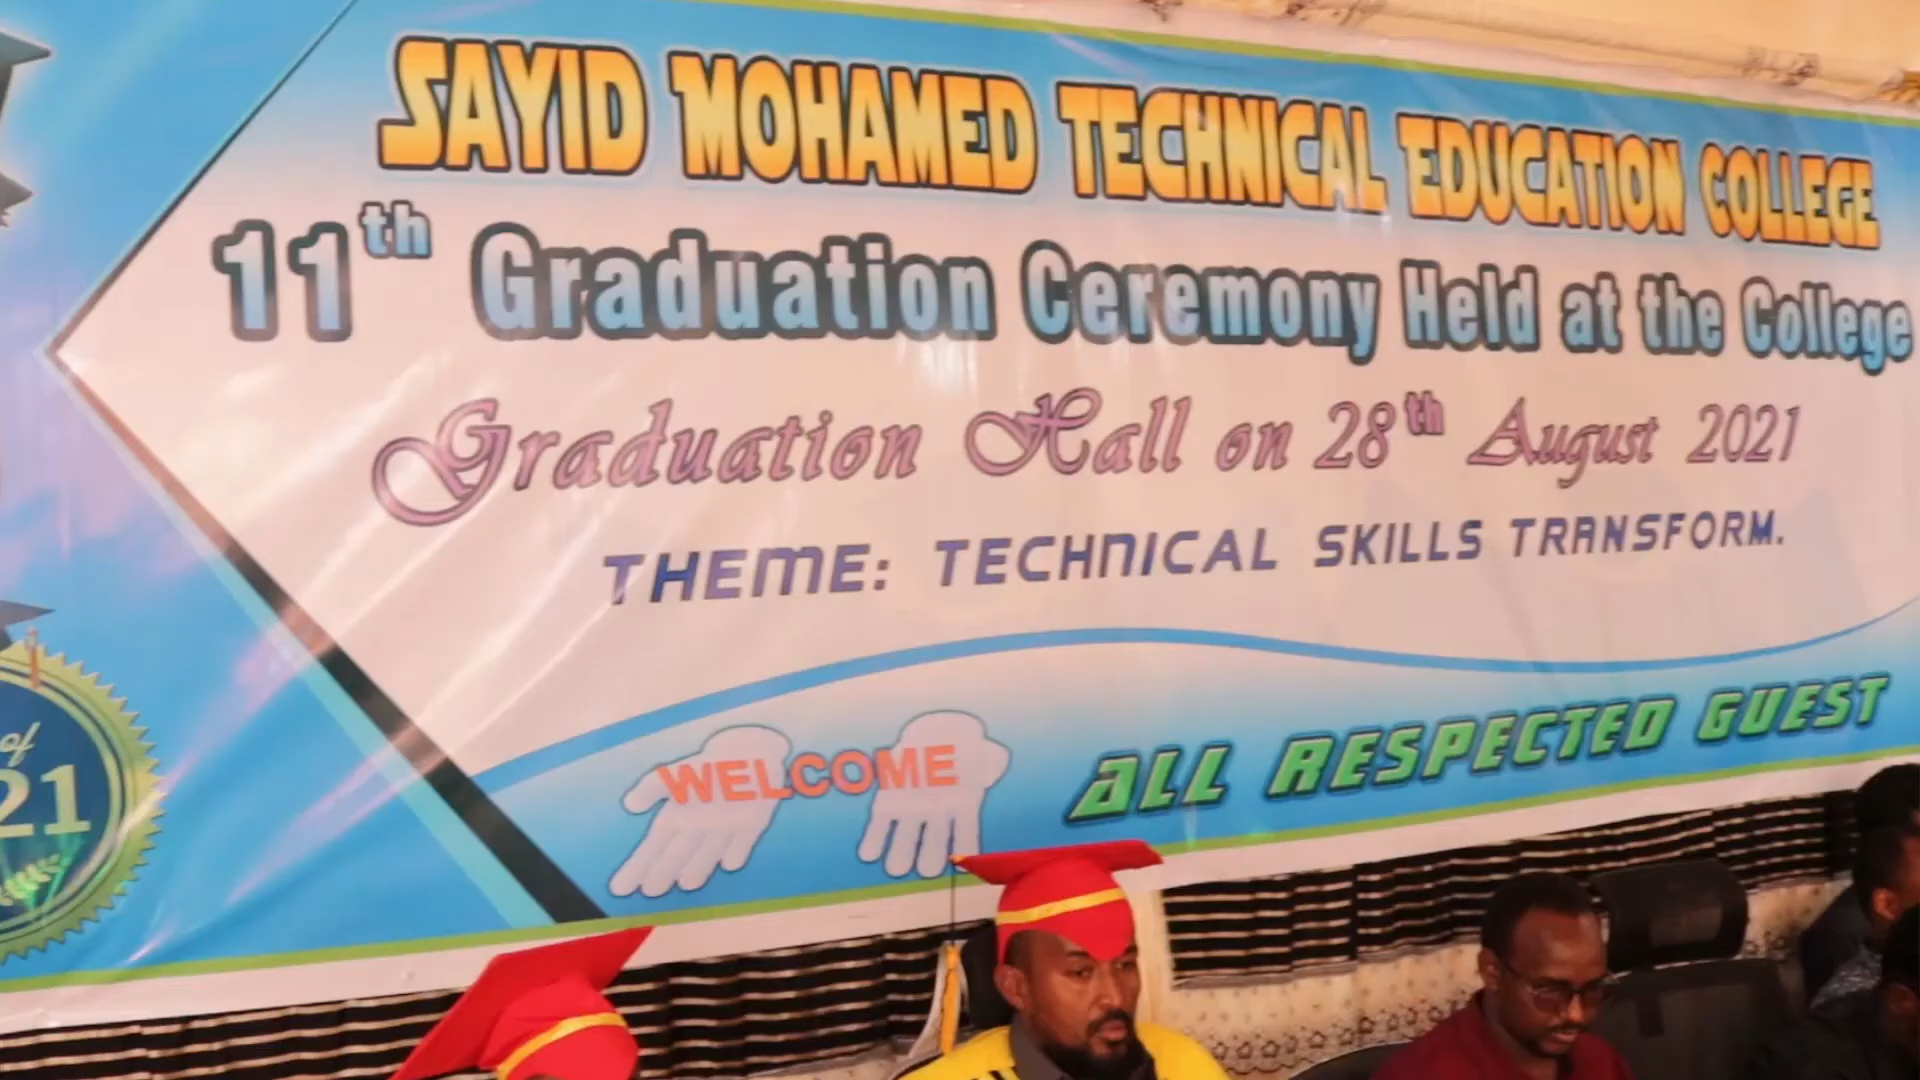 SAYID MOHAMED TECHNICAL EDUCATION COLLEGE
11th Graduation Ceremony Held at the College
Graduation Hall on 28th August 2021
THEME: TECHNICAL SKILLS TRANSFORM.
WELCOME ALL RESPECTED GUEST
of
21